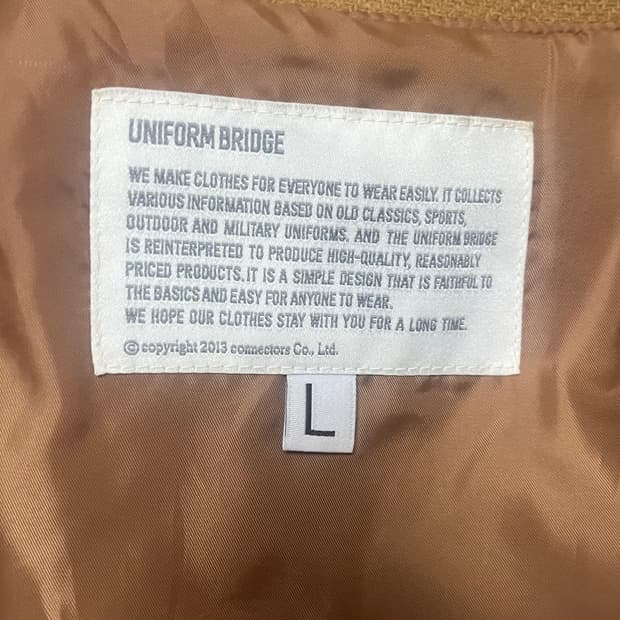 UNIFORM BRIDGE
WE MAKE CLOTHES FOR EVERYONE TO WEAR EASILY. IT COLLECTS
VARIOUS INFORMATION BASED ON OLD CLASSICS, SPORTS,
OUTDOOR AND MILITARY UNIFORMS. AND THE UNIFORM BRIDGE
IS REINTERPRETED TO PRODUCE HIGH-QUALITY, REASONABLY
PRICED PRODUCTS. IT IS A SIMPLE DESIGN THAT IS FAITHFUL TO
THE BASICS AND EASY FOR ANYONE TO WEAR.
WE HOPE OUR CLOTHES STAY WITH YOU FOR A LONG TIME.
© copyright 2013 connectors Co., Ltd.
L